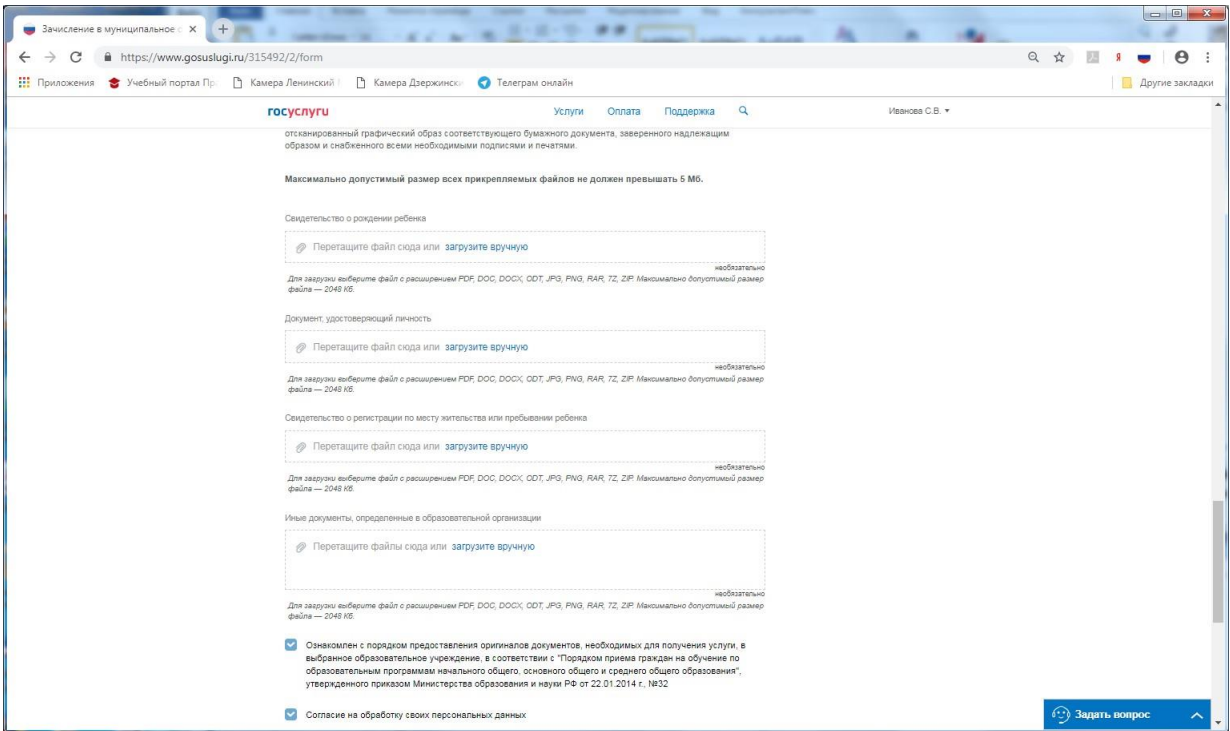 Зачисление в муниципальное с
https://www.gosuslugi.ru/315492/2/form
Приложения
Учебный портал Пр
Камера Ленинский
Камера Дзержинск
Телеграм онлайн
Другие закладки
госуслуги
Услуги
Оплата
Поддержка
Иванова С.В.
отсканированный графический образ соответствующего бумажного документа, заверенного надлежащим
образом и снабженного всеми необходимыми подписями и печатями.
Максимально допустимый размер всех прикрепляемых файлов не должен превышать 5 Мб.
Свидетельство о рождении ребенка
Перетащите файл сюда или загрузите вручную
необязательно
Для загрузки выберите файл с расширением PDF, DOC, DOCX, ODT, JPG, PNG, RAR, 7Z, ZIP. Максимально допустимый размер
файла — 2048 Кб.
Документ, удостоверяющий личность
Перетащите файл сюда или загрузите вручную
необязательно
Для загрузки выберите файл с расширением PDF, DOC, DOCX, ODT, JPG, PNG, RAR, 7Z, ZIP. Максимально допустимый размер
файла — 2048 Кб.
Свидетельство о регистрации по месту жительства или пребывании ребенка
Перетащите файл сюда или загрузите вручную
необязательно
Для загрузки выберите файл с расширением PDF, DOC, DOCX, ODT, JPG, PNG, RAR, 7Z, ZIP. Максимально допустимый размер
файла — 2048 Кб.
Иные документы, определенные в образовательной организации
Перетащите файлы сюда или загрузите вручную
необязательно
Для загрузки выберите файл с расширением PDF, DOC, DOCX, ODT, JPG, PNG, RAR, 7Z, ZIP. Максимально допустимый размер
файла — 2048 Кб.
Ознакомлен с порядком предоставления оригиналов документов, необходимых для получения услуги, в
выбранное образовательное учреждение, в соответствии с "Порядком приема граждан на обучение по
образовательным программам начального общего, основного общего и среднего общего образования",
утвержденного приказом Министерства образования и науки РФ от 22.01.2014 г., №32
Согласие на обработку своих персональных данных
Задать вопрос